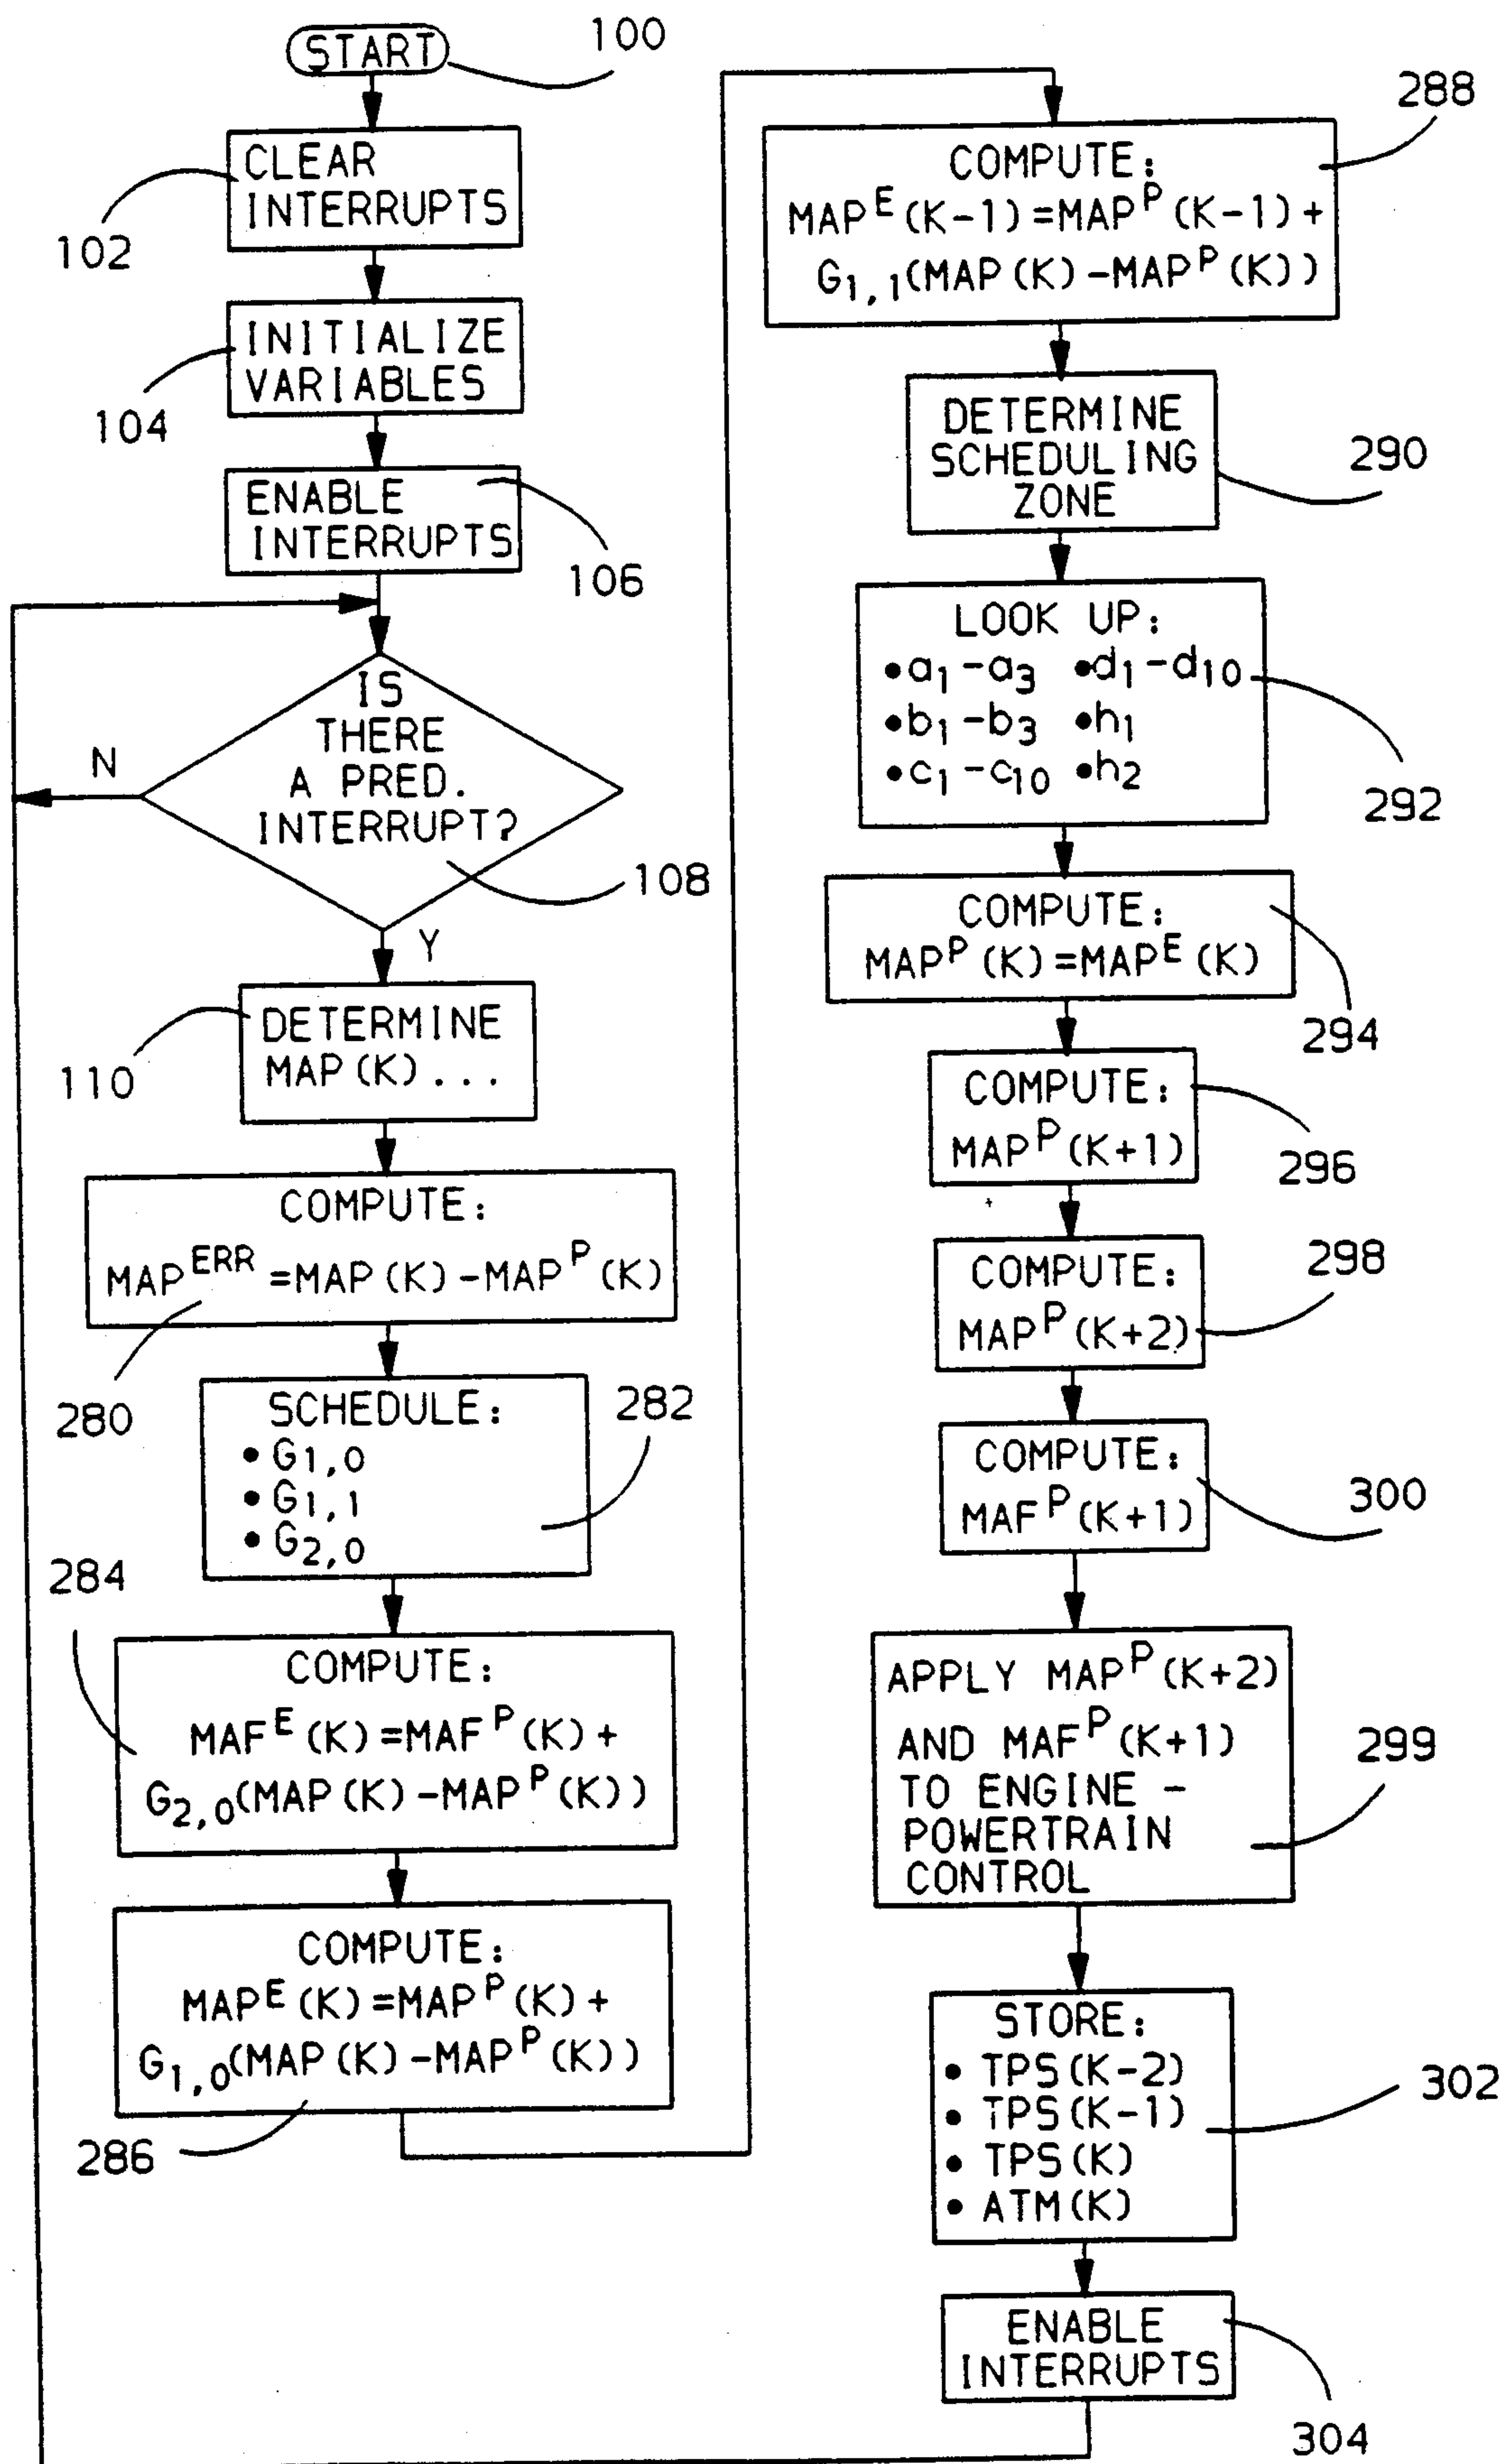 START
100
CLEAR
INTERRUPTS
102
INITIALIZE
VARIABLES
104
ENABLE
INTERRUPTS
106
IS
THERE
A PRED.
INTERRUPT?
N
108
Y
DETERMINE
MAP(K)...
110
COMPUTE:
MAP^ERR =MAP(K)-MAP^P(K)
280
SCHEDULE:
• G1,0
• G1,1
• G2,0
282
284
COMPUTE:
MAF^E(K)=MAF^P(K)+
G2,0(MAP(K)-MAP^P(K))
COMPUTE:
MAP^E(K)=MAP^P(K)+
G1,0(MAP(K)-MAP^P(K))
286
288
COMPUTE:
MAP^E(K-1)=MAP^P(K-1)+
G1,1(MAP(K)-MAP^P(K))
DETERMINE
SCHEDULING
ZONE
290
LOOK UP:
•a1-a3 •d1-d10
•b1-b3 •h1
•c1-c10 •h2
292
COMPUTE:
MAP^P(K)=MAP^E(K)
294
COMPUTE:
MAP^P(K+1)
296
COMPUTE:
MAP^P(K+2)
298
COMPUTE:
MAF^P(K+1)
300
APPLY MAP^P(K+2)
AND MAF^P(K+1)
TO ENGINE -
POWERTRAIN
CONTROL
299
STORE:
• TPS(K-2)
• TPS(K-1)
• TPS(K)
• ATM(K)
302
ENABLE
INTERRUPTS
304